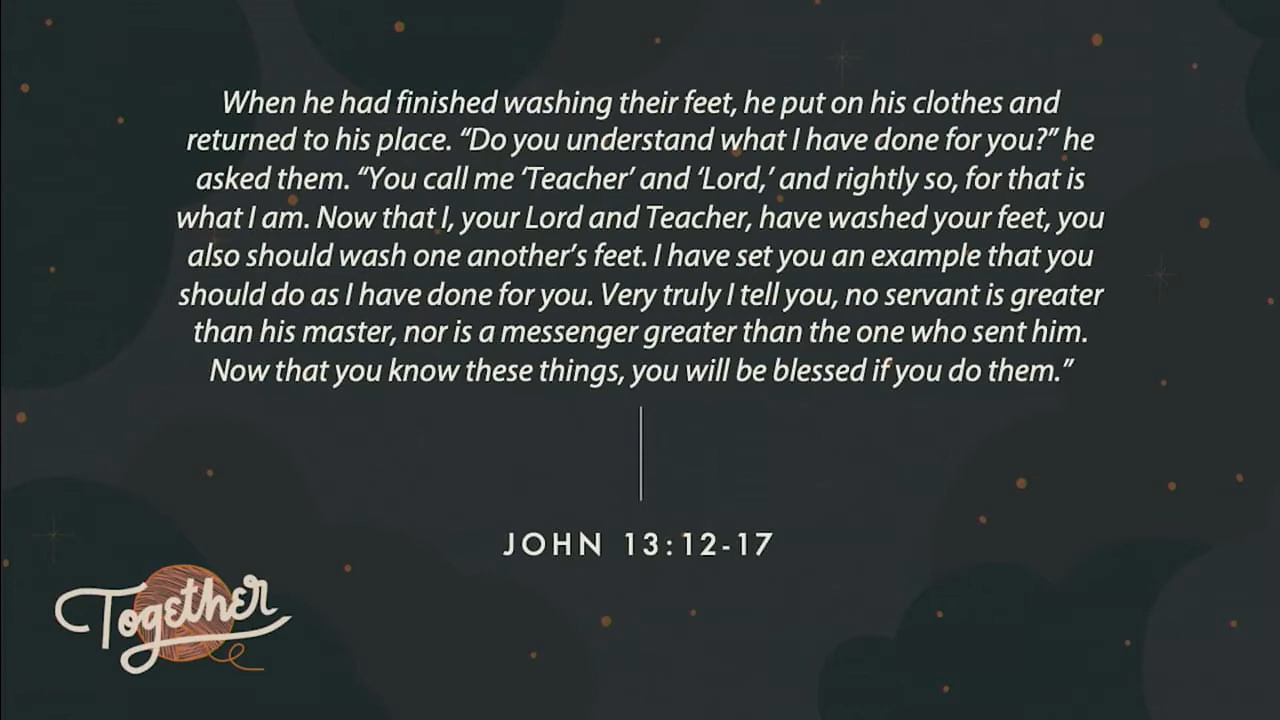 When he had finished washing their feet, he put on his clothes and
returned to his place. “Do you understand what I have done for you?” he
asked them. “You call me ‘Teacher’ and ‘Lord,’ and rightly so, for that is
what I am. Now that I, your Lord and Teacher, have washed your feet, you
also should wash one another’s feet. I have set you an example that you
should do as I have done for you. Very truly I tell you, no servant is greater
than his master, nor is a messenger greater than the one who sent him.
Now that you know these things, you will be blessed if you do them.”
JOHN 13:12-17
Together